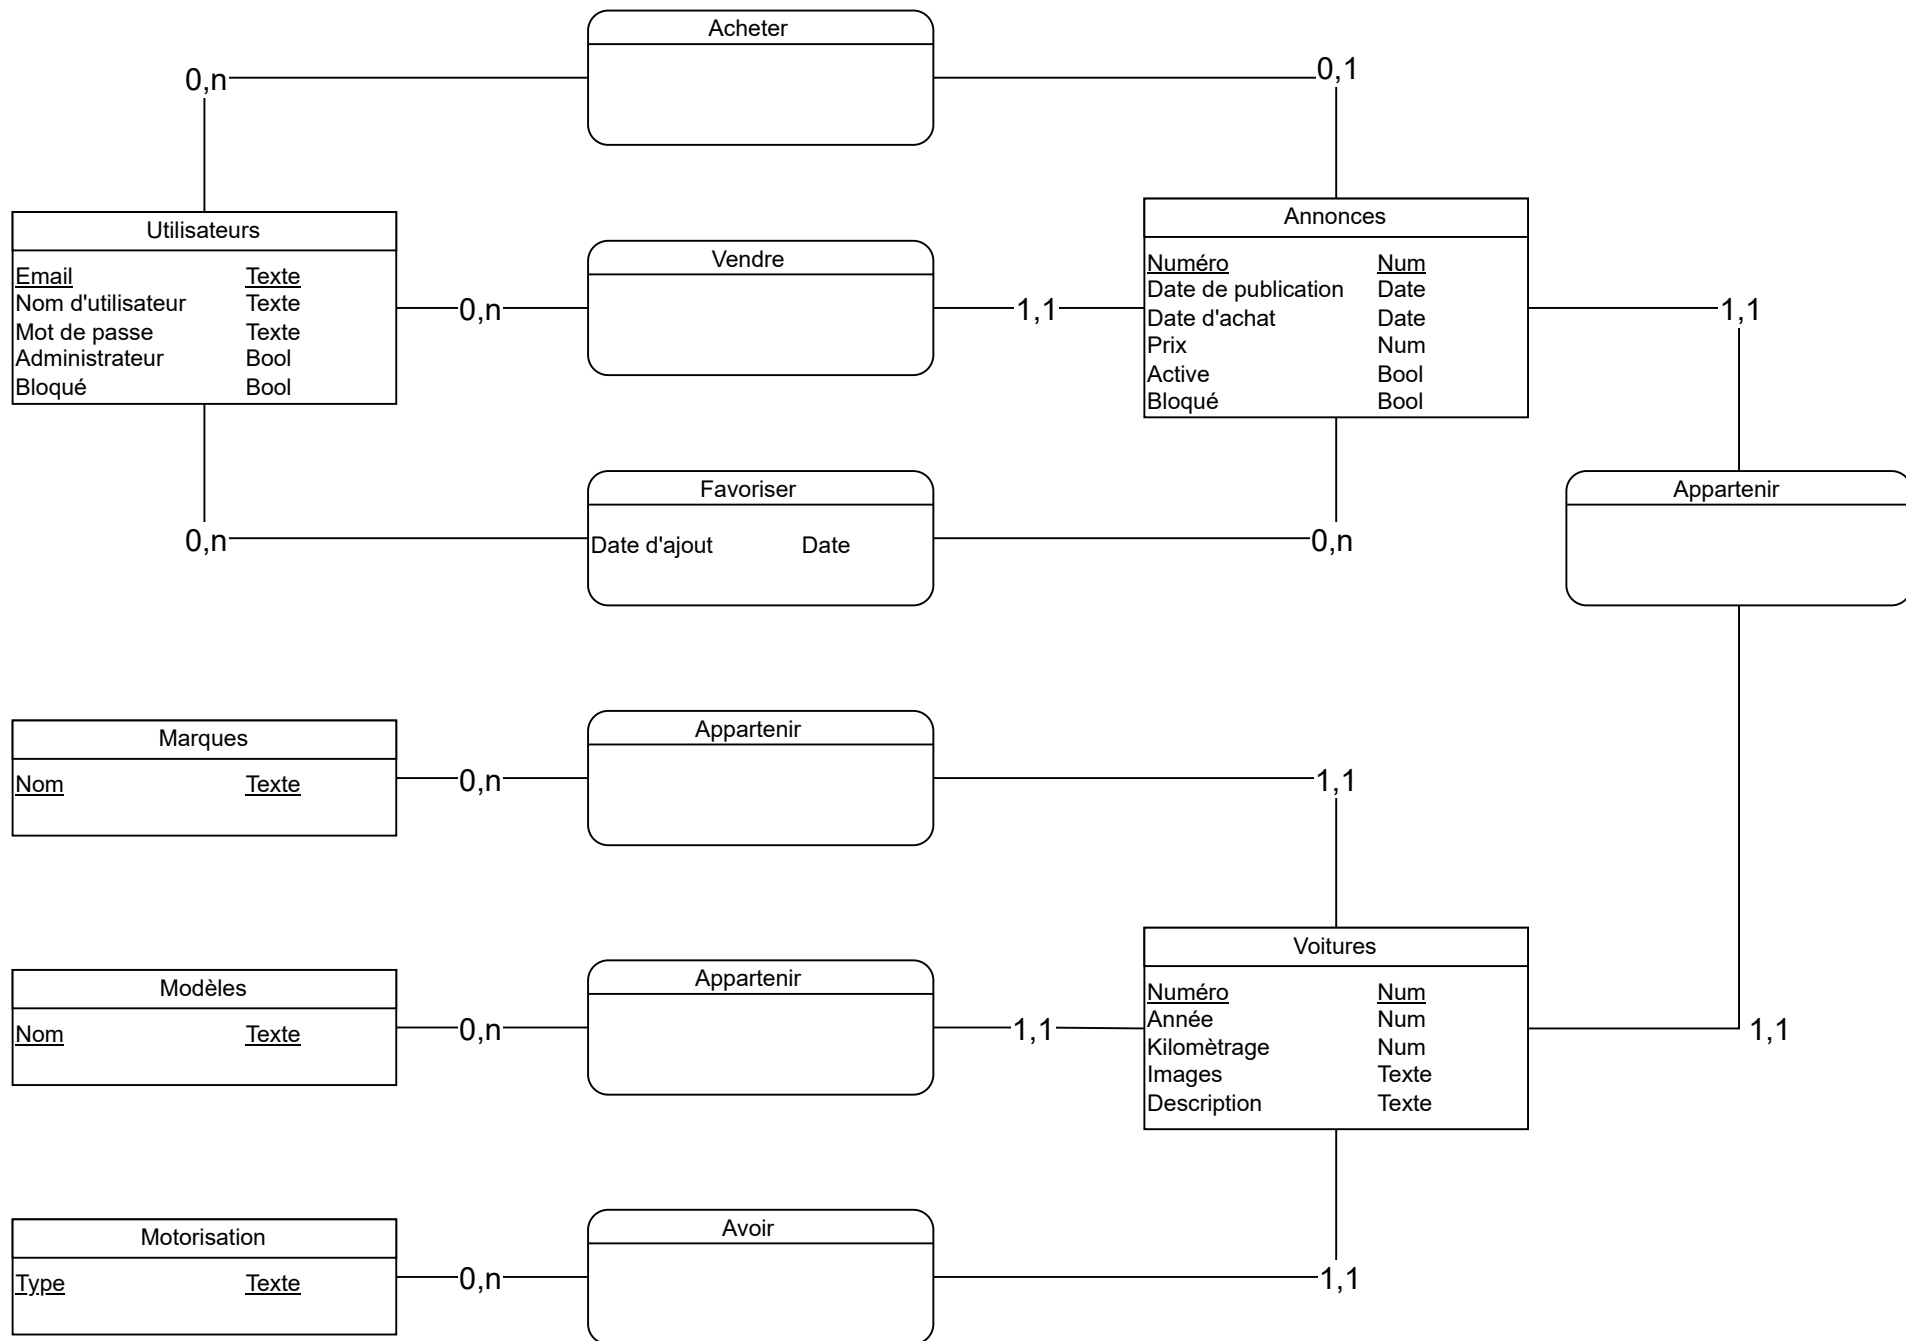 Acheter
0,n
0,1
Utilisateurs
Email Texte
Nom d'utilisateur Texte
Mot de passe Texte
Administrateur Bool
Bloqué Bool
0,n
Vendre
1,1
Annonces
Numéro Num
Date de publication Date
Date d'achat Date
Prix Num
Active Bool
Bloqué Bool
1,1
0,n
Favoriser
Date d'ajout Date
0,n
Appartenir
Marques
Nom Texte
0,n
Appartenir
1,1
Modèles
Nom Texte
0,n
Appartenir
1,1
Voitures
Numéro Num
Année Num
Kilomètrage Num
Images Texte
Description Texte
1,1
Motorisation
Type Texte
0,n
Avoir
1,1